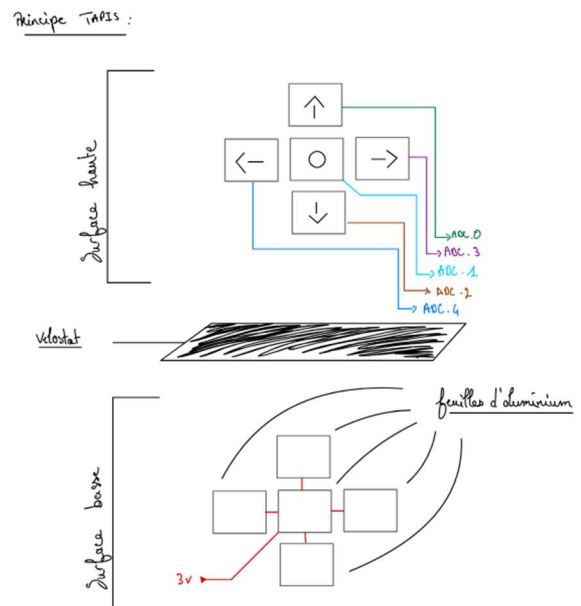 Principe TAPIS :
Surface haute
ADC.0
ADC.3
ADC.1
ADC.2
ADC.4
Velostat
feuilles d'aluminium
Surface basse
3v